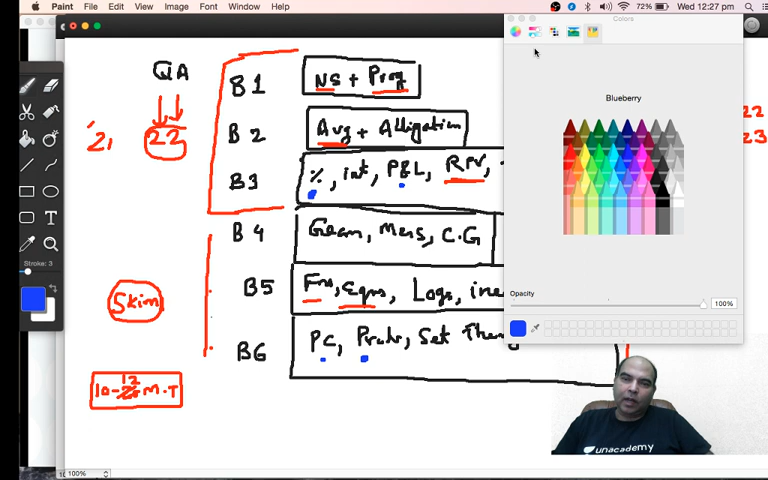 Paint File Edit View Image Font Window Help
72% Wed 12:27 pm
Colors
Blueberry
Opacity
100%
Stroke: 3
100%
QA
'21 22
22
23
B1 NS + Prog
B2 Avg + Alligation
B3 %, int, P&L, RPV,
B4 Geom, Mens, C.G
B5 Fns, Eqns, Logs, ine
B6 PC, Prob, Set Theo
Skim
10-12 M.T
unacademy